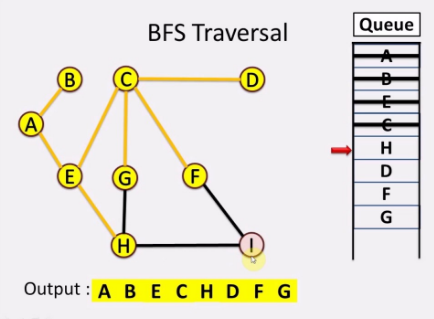 BFS Traversal
Queue
A
B
E
C
H
D
F
G
B
C
D
A
E
G
F
H
I
Output : A B E C H D F G